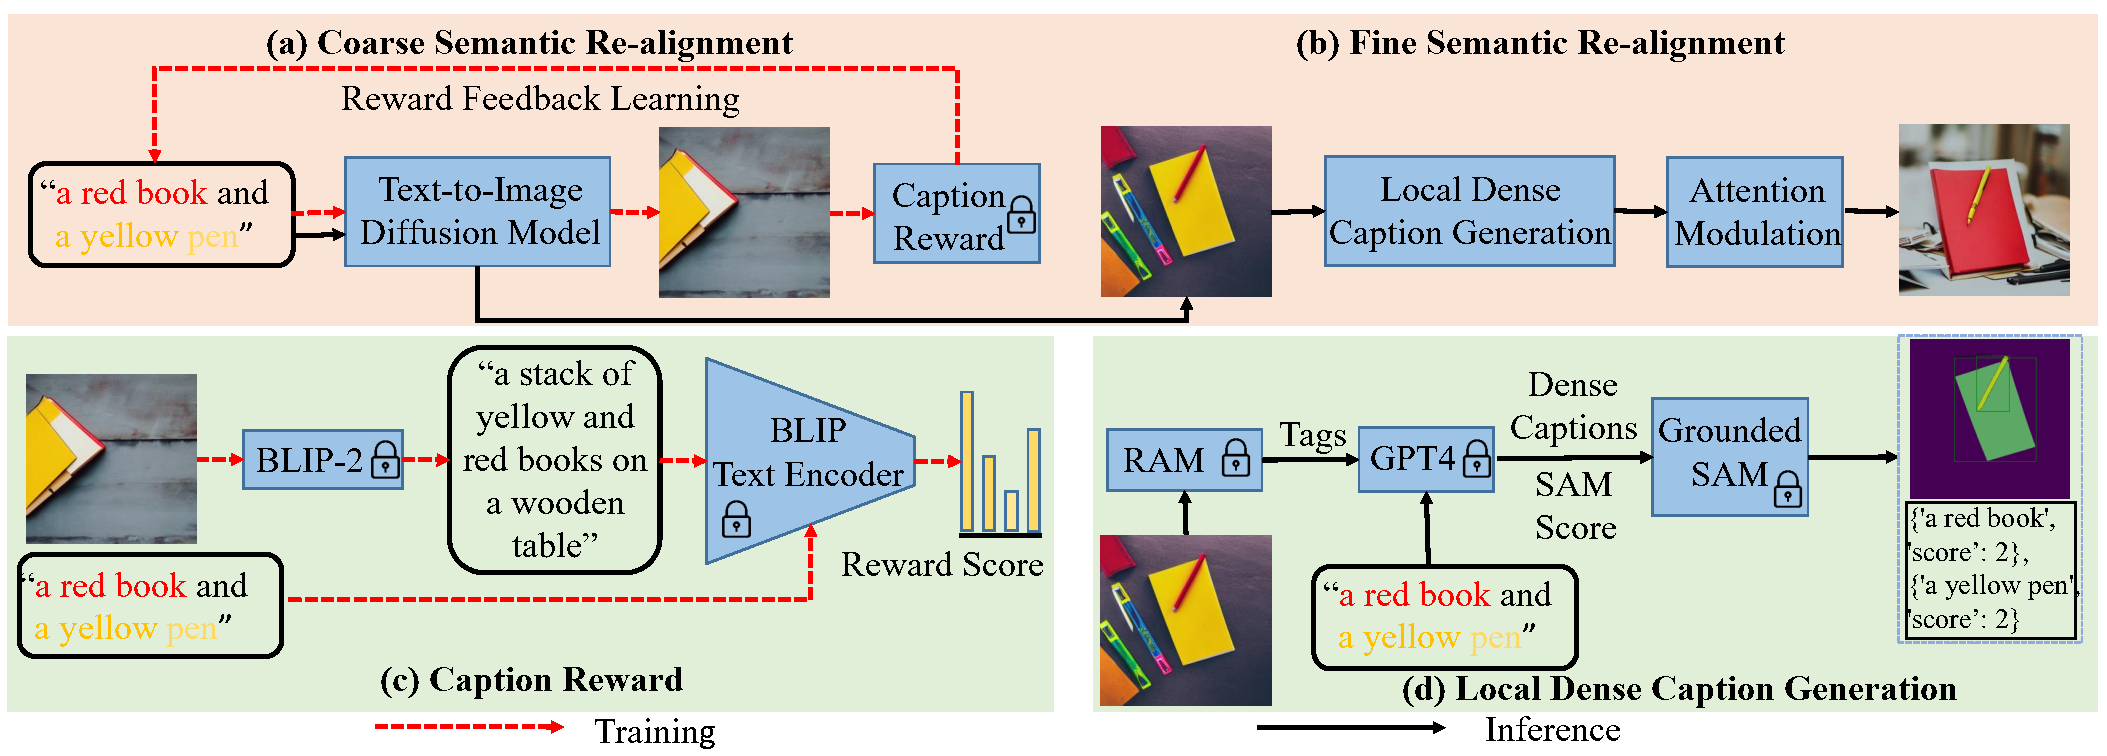 (a) Coarse Semantic Re-alignment
Reward Feedback Learning
“a red book and
a yellow pen”
Text-to-Image
Diffusion Model
Caption
Reward
(b) Fine Semantic Re-alignment
Local Dense
Caption Generation
Attention
Modulation
BLIP-2
“a stack of
yellow and
red books on
a wooden
table”
BLIP
Text Encoder
Reward Score
“a red book and
a yellow pen”
(c) Caption Reward
RAM
Tags
GPT4
Dense
Captions
SAM
Score
Grounded
SAM
{'a red book',
'score’: 2},
{'a yellow pen',
'score’: 2}
“a red book and
a yellow pen”
(d) Local Dense Caption Generation
Training
Inference